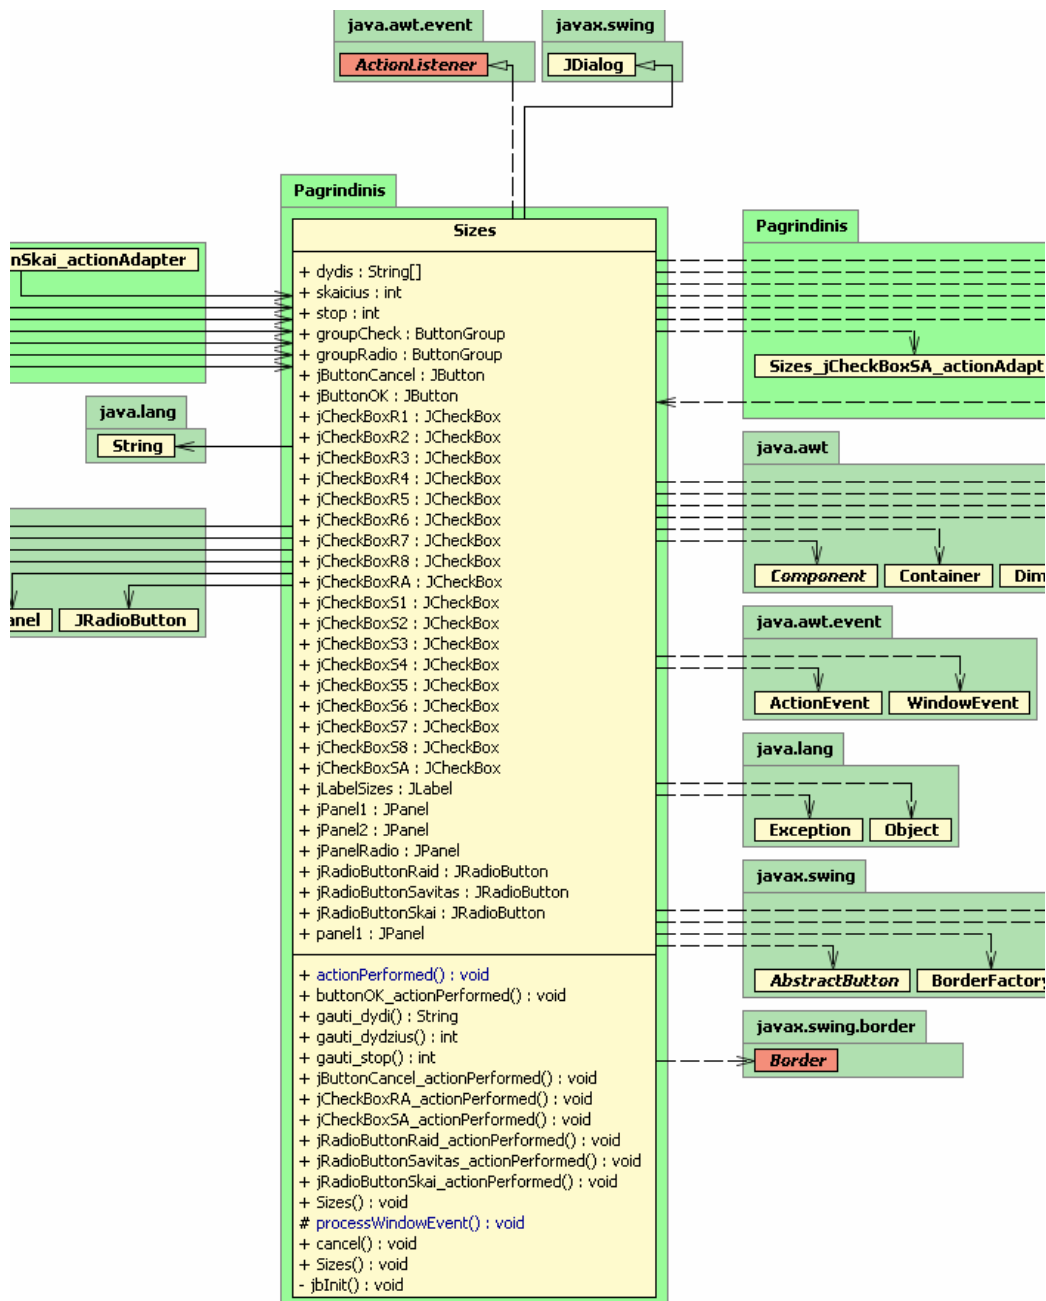 java.awt.event
javax.swing
ActionListener
JDialog
Pagrindinis
Sizes
+ dydis : String[]
+ skaicius : int
+ stop : int
+ groupCheck : ButtonGroup
+ groupRadio : ButtonGroup
+ jButtonCancel : JButton
+ jButtonOK : JButton
+ jCheckBoxR1 : JCheckBox
+ jCheckBoxR2 : JCheckBox
+ jCheckBoxR3 : JCheckBox
+ jCheckBoxR4 : JCheckBox
+ jCheckBoxR5 : JCheckBox
+ jCheckBoxR6 : JCheckBox
+ jCheckBoxR7 : JCheckBox
+ jCheckBoxR8 : JCheckBox
+ jCheckBoxRA : JCheckBox
+ jCheckBoxS1 : JCheckBox
+ jCheckBoxS2 : JCheckBox
+ jCheckBoxS3 : JCheckBox
+ jCheckBoxS4 : JCheckBox
+ jCheckBoxS5 : JCheckBox
+ jCheckBoxS6 : JCheckBox
+ jCheckBoxS7 : JCheckBox
+ jCheckBoxS8 : JCheckBox
+ jCheckBoxSA : JCheckBox
+ jLabelSizes : JLabel
+ jPanel1 : JPanel
+ jPanel2 : JPanel
+ jPanelRadio : JPanel
+ jRadioButtonRaid : JRadioButton
+ jRadioButtonSavitas : JRadioButton
+ jRadioButtonSkai : JRadioButton
+ panel1 : JPanel
+ actionPerformed() : void
+ buttonOK_actionPerformed() : void
+ gauti_dydi() : String
+ gauti_dydzius() : int
+ gauti_stop() : int
+ jButtonCancel_actionPerformed() : void
+ jCheckBoxRA_actionPerformed() : void
+ jCheckBoxSA_actionPerformed() : void
+ jRadioButtonRaid_actionPerformed() : void
+ jRadioButtonSavitas_actionPerformed() : void
+ jRadioButtonSkai_actionPerformed() : void
+ Sizes() : void
# processWindowEvent() : void
+ cancel() : void
+ Sizes() : void
- jbInit() : void
nSkai_actionAdapter
java.lang
String
anel
JRadioButton
Pagrindinis
Sizes_jCheckBoxSA_actionAdapt
java.awt
Component
Container
Dim
java.awt.event
ActionEvent
WindowEvent
java.lang
Exception
Object
javax.swing
AbstractButton
BorderFactory
javax.swing.border
Border